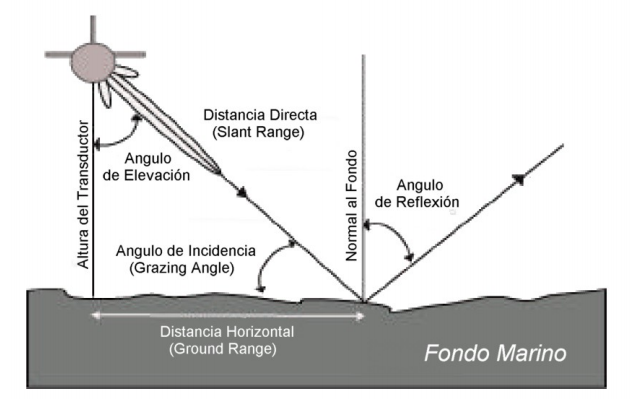 Distancia Directa
(Slant Range)
Altura del Transductor
Angulo
de Elevación
Normal al Fondo
Angulo
de Reflexión
Angulo de Incidencia
(Grazing Angle)
Distancia Horizontal
(Ground Range)
Fondo Marino